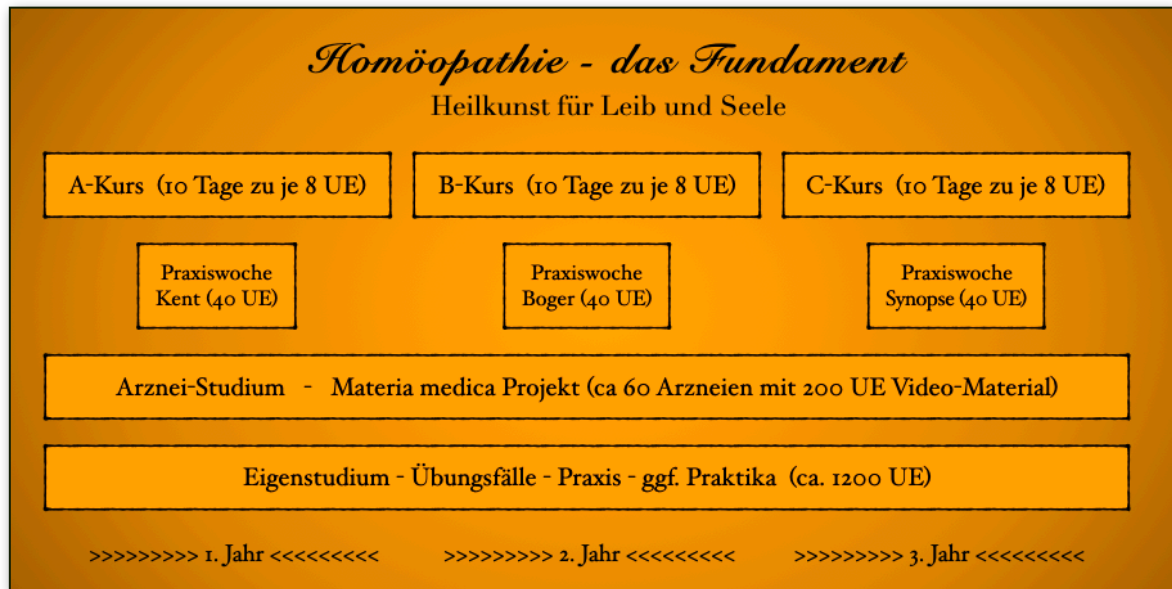 Homöopathie - das Fundament
Heilkunst für Leib und Seele
A-Kurs (10 Tage zu je 8 UE)
B-Kurs (10 Tage zu je 8 UE)
C-Kurs (10 Tage zu je 8 UE)
Praxiswoche
Kent (40 UE)
Praxiswoche
Boger (40 UE)
Praxiswoche
Synopse (40 UE)
Arznei-Studium - Materia medica Projekt (ca 60 Arzneien mit 200 UE Video-Material)
Eigenstudium - Übungsfälle - Praxis - ggf. Praktika (ca. 1200 UE)
>>>>>>>>> 1. Jahr <<<<<<<<<
>>>>>>>>> 2. Jahr <<<<<<<<<
>>>>>>>>> 3. Jahr <<<<<<<<<